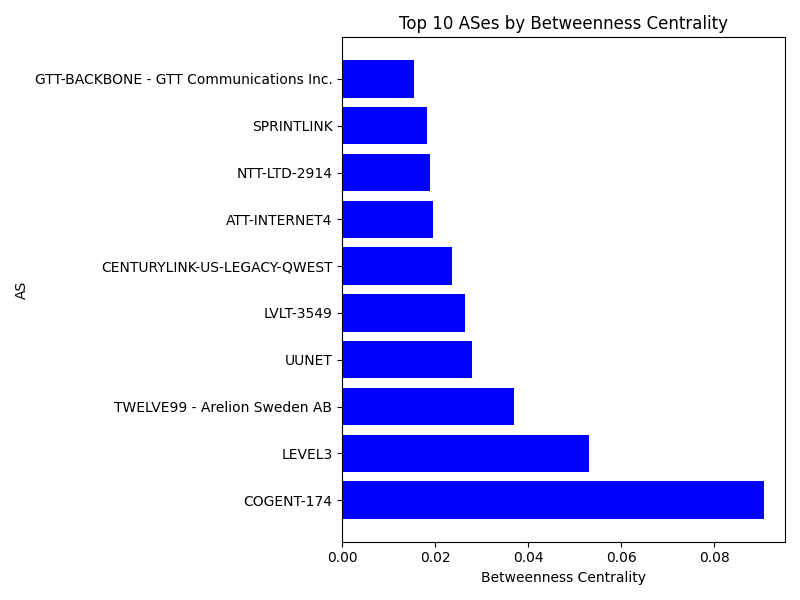 Top 10 ASes by Betweenness Centrality
GTT-BACKBONE - GTT Communications Inc.
SPRINTLINK
NTT-LTD-2914
ATT-INTERNET4
CENTURYLINK-US-LEGACY-QWEST
LVLT-3549
UUNET
TWELVE99 - Arelion Sweden AB
LEVEL3
COGENT-174
AS
0.00 0.02 0.04 0.06 0.08
Betweenness Centrality